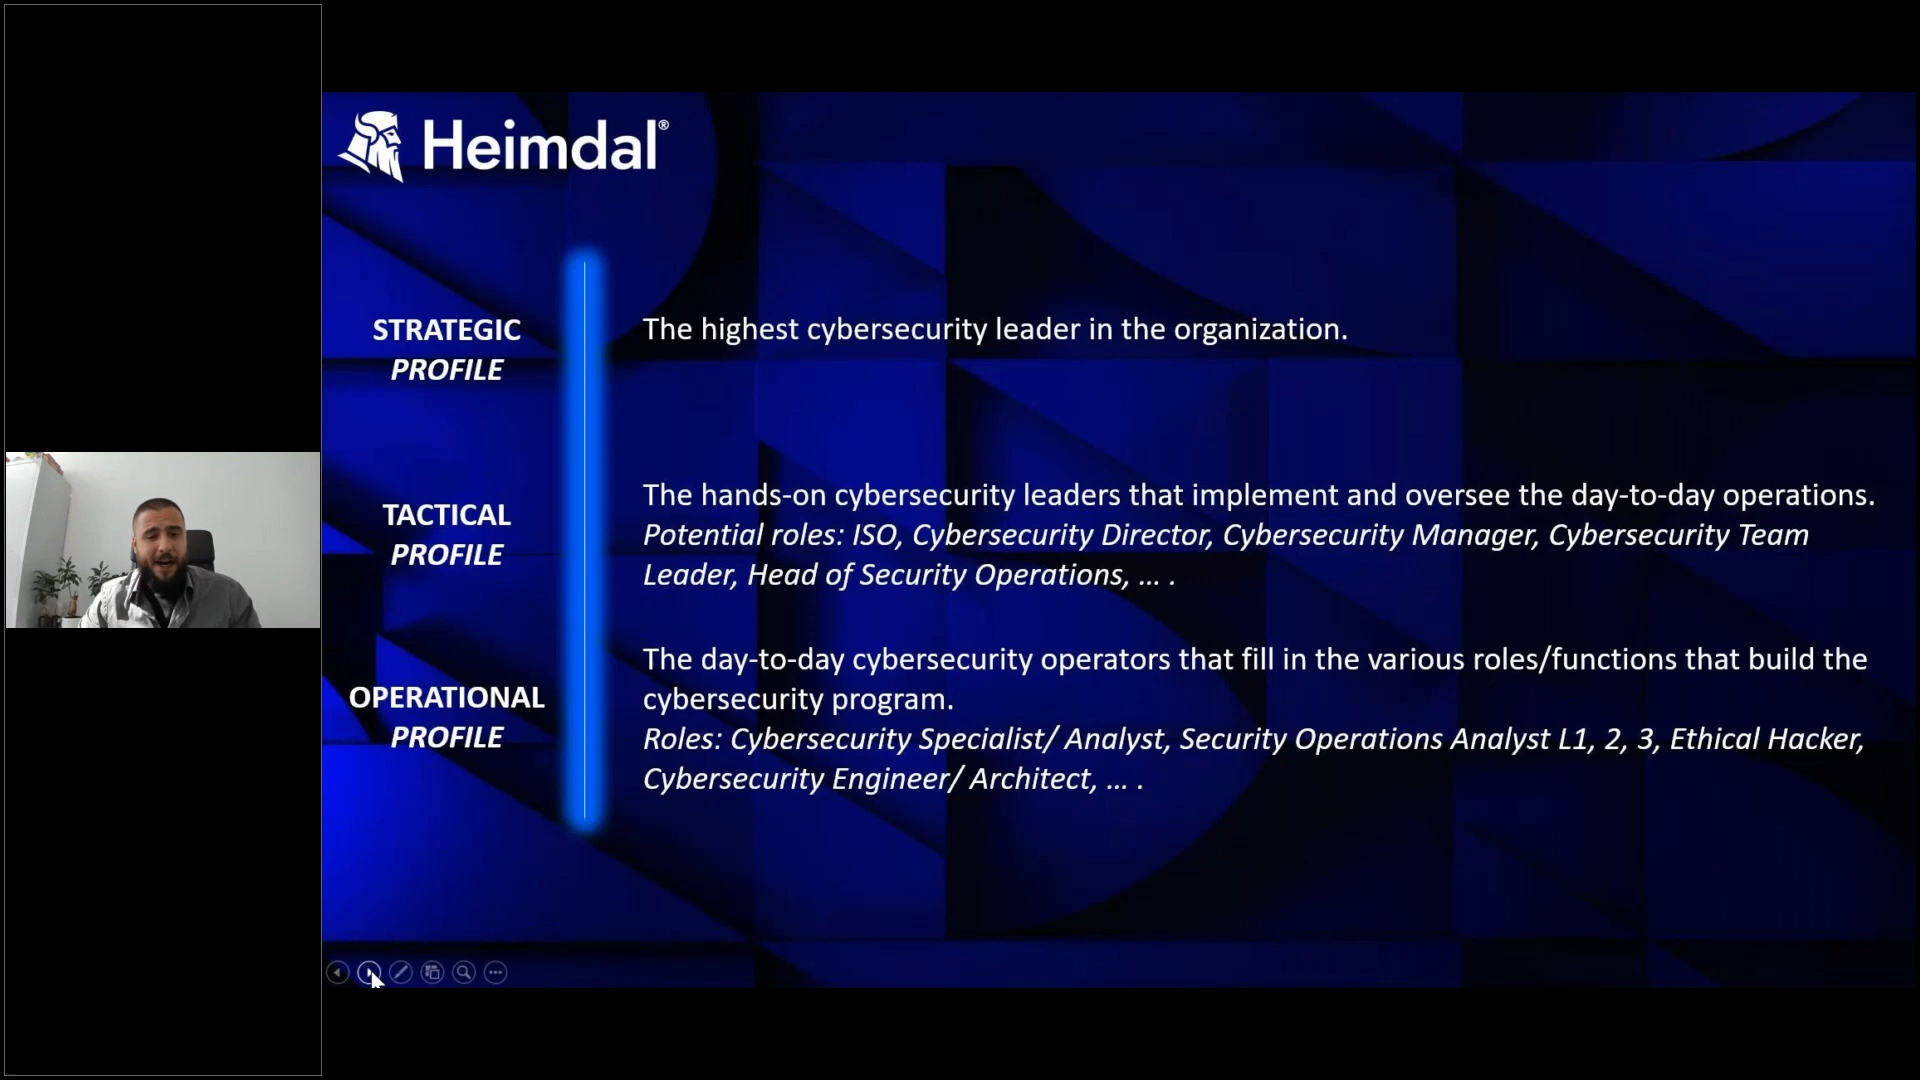 Heimdal®
STRATEGIC
PROFILE
The highest cybersecurity leader in the organization.
TACTICAL
PROFILE
The hands-on cybersecurity leaders that implement and oversee the day-to-day operations.
Potential roles: ISO, Cybersecurity Director, Cybersecurity Manager, Cybersecurity Team
Leader, Head of Security Operations, ... .
OPERATIONAL
PROFILE
The day-to-day cybersecurity operators that fill in the various roles/functions that build the
cybersecurity program.
Roles: Cybersecurity Specialist/ Analyst, Security Operations Analyst L1, 2, 3, Ethical Hacker,
Cybersecurity Engineer/ Architect, ... .